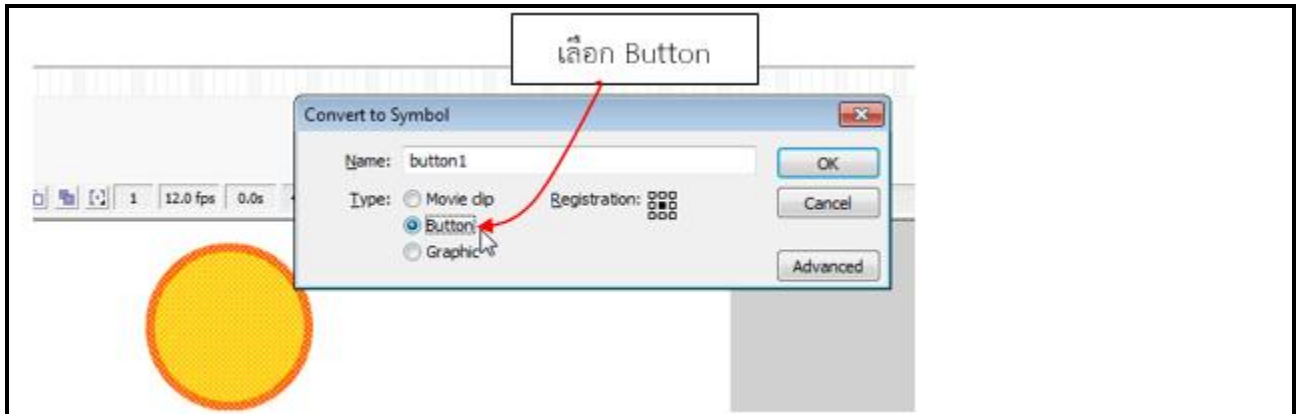 เลือก Button
Convert to Symbol
Name: button1
OK
Type: Movie clip
Registration:
Cancel
Button
Graphic
Advanced
1 12.0 fps 0.0s